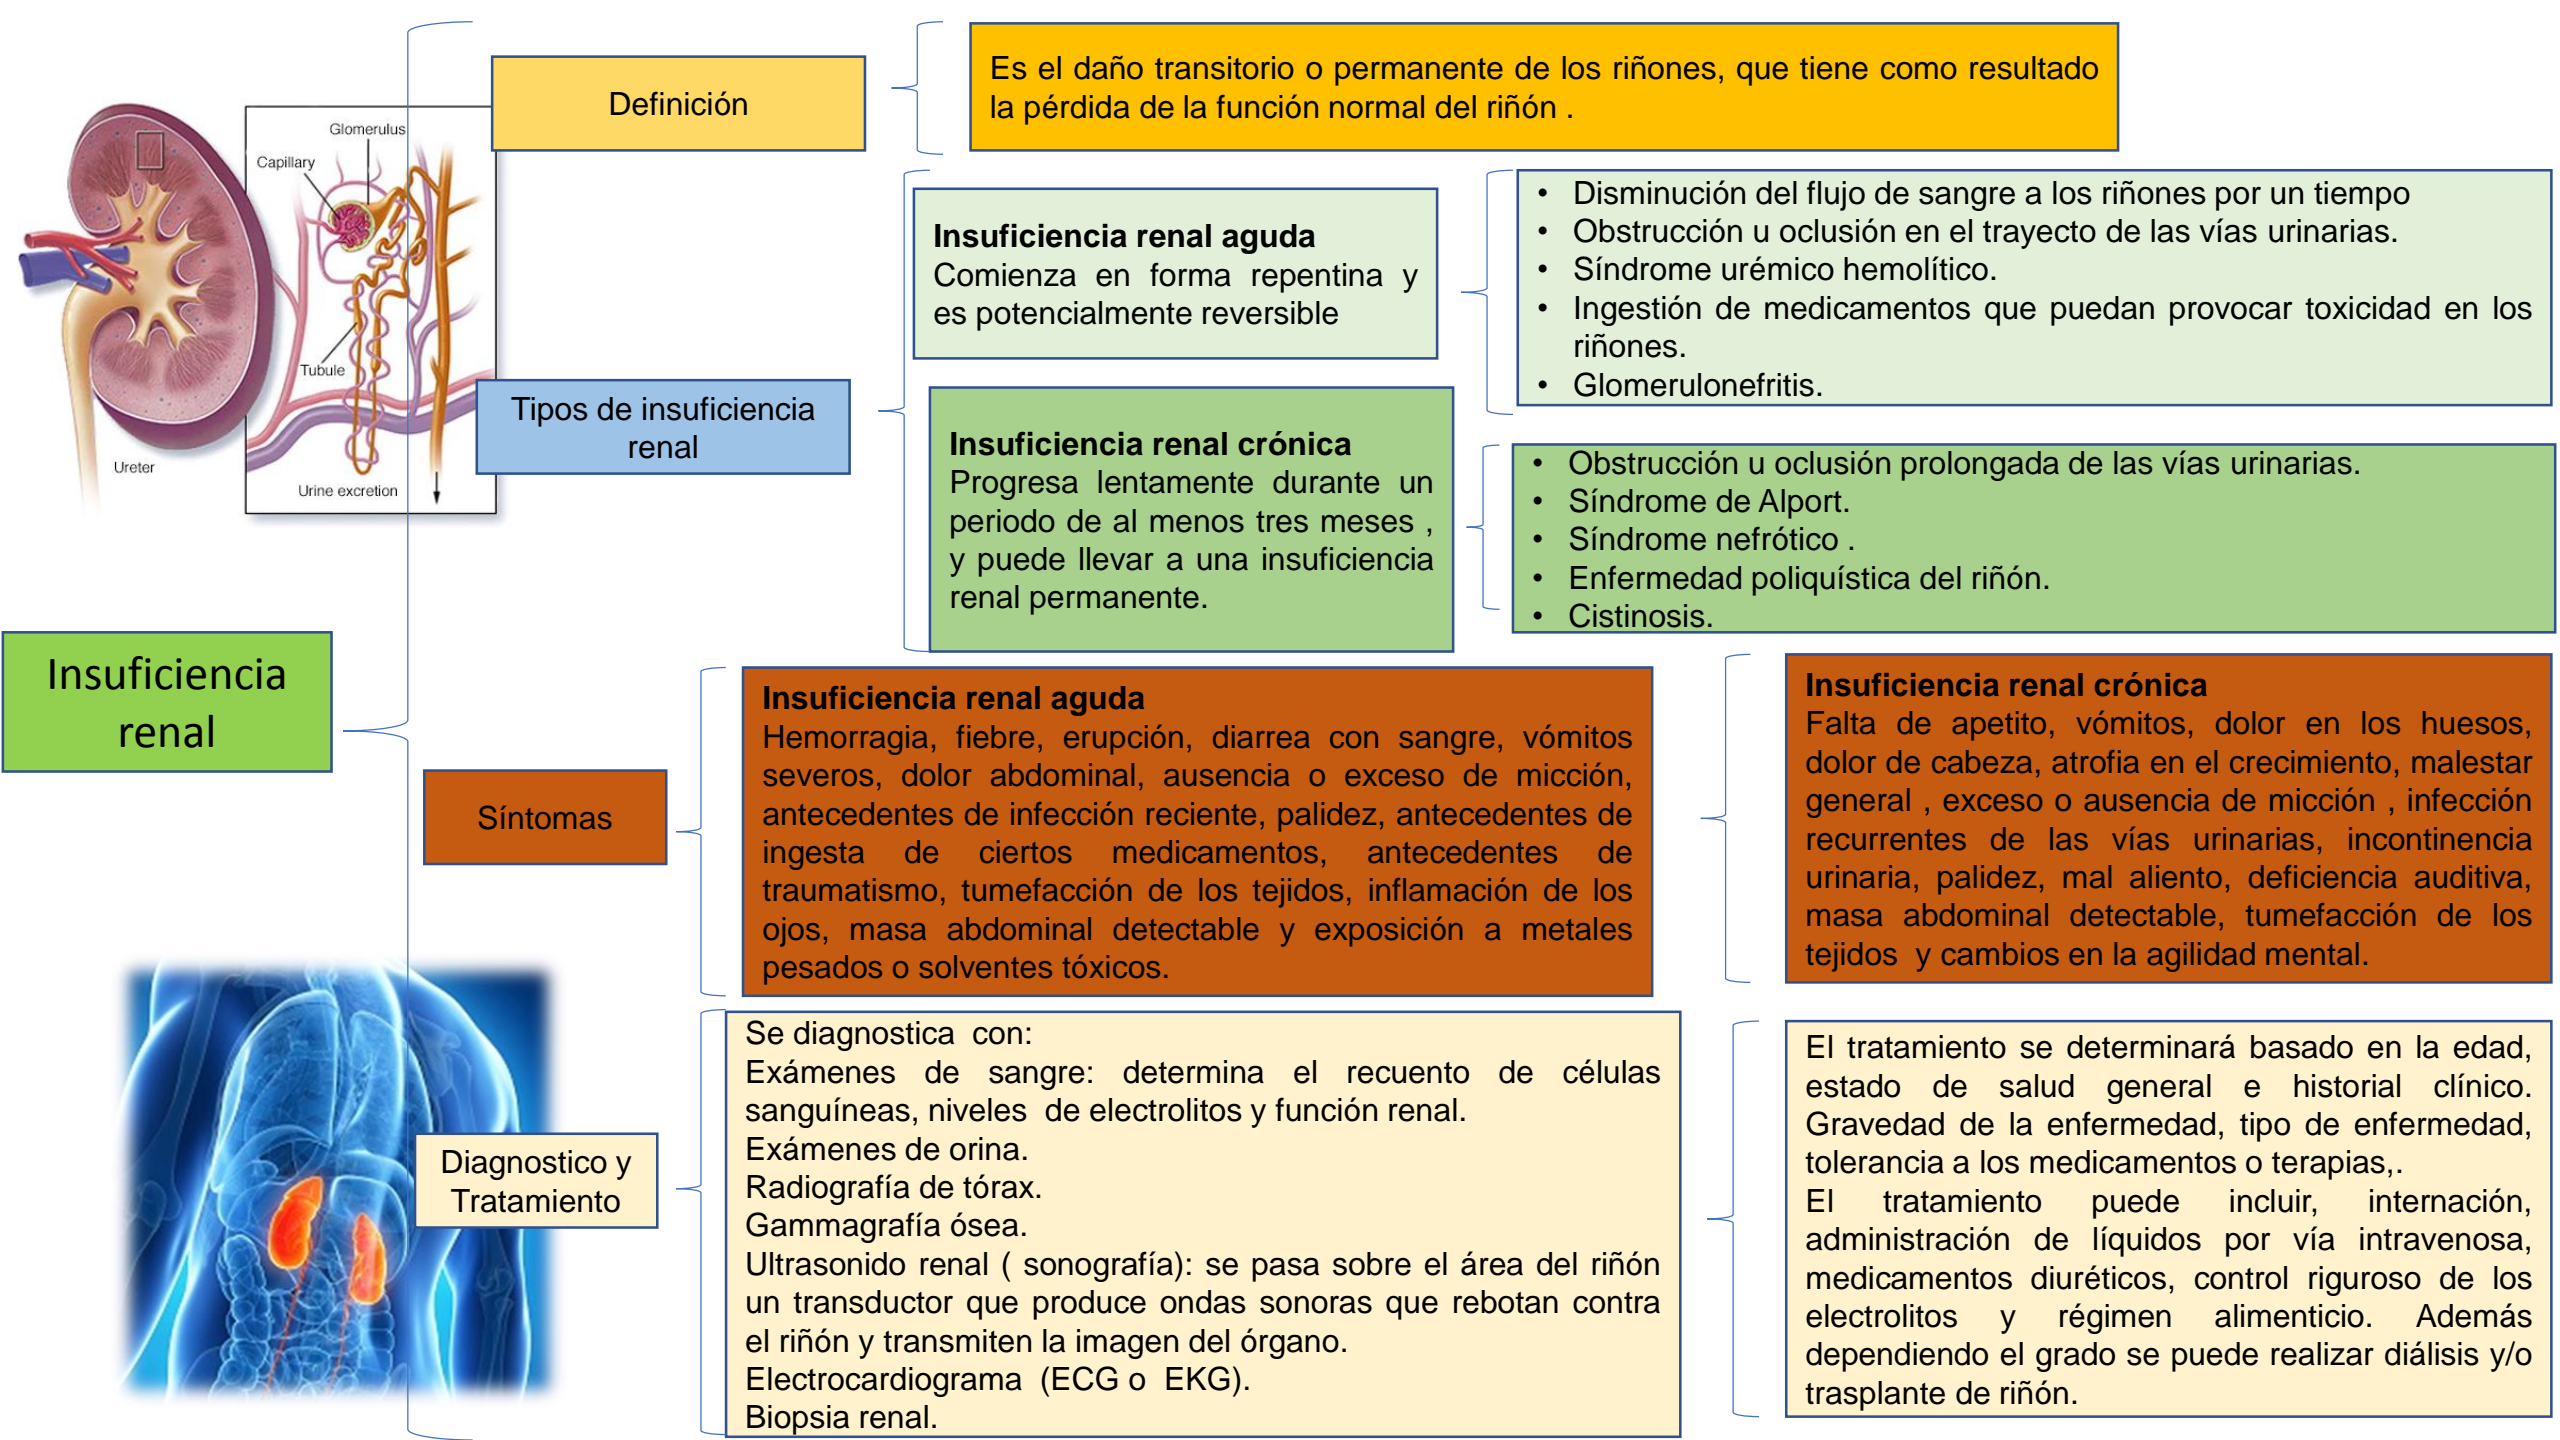 Definición
Es el daño transitorio o permanente de los riñones, que tiene como resultado
la pérdida de la función normal del riñón .
Glomerulus
Capillary
Tubule
Ureter
Urine excretion
Tipos de insuficiencia
renal
Insuficiencia renal aguda
Comienza en forma repentina y
es potencialmente reversible
• Disminución del flujo de sangre a los riñones por un tiempo
• Obstrucción u oclusión en el trayecto de las vías urinarias.
• Síndrome urémico hemolítico.
• Ingestión de medicamentos que puedan provocar toxicidad en los
riñones.
• Glomerulonefritis.
Insuficiencia renal crónica
Progresa lentamente durante un
periodo de al menos tres meses ,
y puede llevar a una insuficiencia
renal permanente.
• Obstrucción u oclusión prolongada de las vías urinarias.
• Síndrome de Alport.
• Síndrome nefrótico .
• Enfermedad poliquística del riñón.
• Cistinosis.
Insuficiencia
renal
Síntomas
Insuficiencia renal aguda
Hemorragia, fiebre, erupción, diarrea con sangre, vómitos
severos, dolor abdominal, ausencia o exceso de micción,
antecedentes de infección reciente, palidez, antecedentes de
ingesta de ciertos medicamentos, antecedentes de
traumatismo, tumefacción de los tejidos, inflamación de los
ojos, masa abdominal detectable y exposición a metales
pesados o solventes tóxicos.
Insuficiencia renal crónica
Falta de apetito, vómitos, dolor en los huesos,
dolor de cabeza, atrofia en el crecimiento, malestar
general , exceso o ausencia de micción , infección
recurrentes de las vías urinarias, incontinencia
urinaria, palidez, mal aliento, deficiencia auditiva,
masa abdominal detectable, tumefacción de los
tejidos y cambios en la agilidad mental.
Diagnostico y
Tratamiento
Se diagnostica con:
Exámenes de sangre: determina el recuento de células
sanguíneas, niveles de electrolitos y función renal.
Exámenes de orina.
Radiografía de tórax.
Gammagrafía ósea.
Ultrasonido renal ( sonografía): se pasa sobre el área del riñón
un transductor que produce ondas sonoras que rebotan contra
el riñón y transmiten la imagen del órgano.
Electrocardiograma (ECG o EKG).
Biopsia renal.
El tratamiento se determinará basado en la edad,
estado de salud general e historial clínico.
Gravedad de la enfermedad, tipo de enfermedad,
tolerancia a los medicamentos o terapias,.
El tratamiento puede incluir, internación,
administración de líquidos por vía intravenosa,
medicamentos diuréticos, control riguroso de los
electrolitos y régimen alimenticio. Además
dependiendo el grado se puede realizar diálisis y/o
trasplante de riñón.